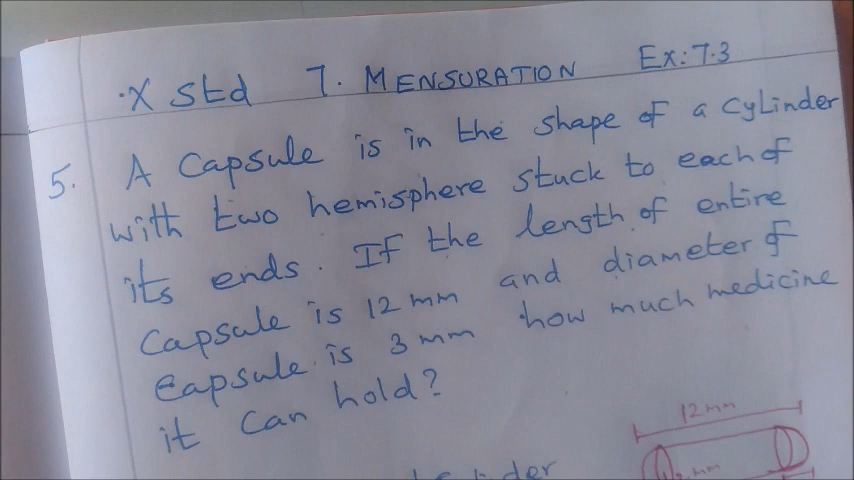 X Std 7. MENSURATION Ex: 7.3
5. A Capsule is in the shape of a cylinder
with two hemisphere stuck to each of
its ends. If the length of entire
Capsule is 12 mm and diameter of
Capsule is 3 mm how much medicine
it can hold?
12 mm
mm